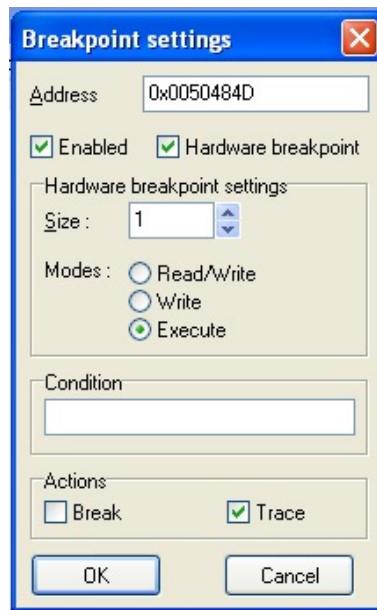 Breakpoint settings
Address 0x0050484D
Enabled Hardware breakpoint
Hardware breakpoint settings
Size : 1
Modes : Read/Write
Write
Execute
Condition
Actions
Break Trace
OK Cancel